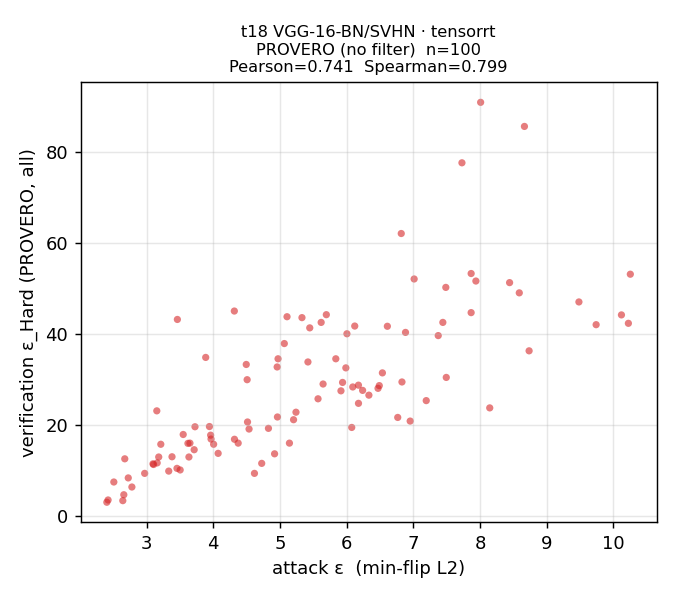 t18 VGG-16-BN/SVHN · tensorrt
PROVERO (no filter)  n=100
Pearson=0.741  Spearman=0.799
verification ε_Hard (PROVERO, all)
80
60
40
20
0
3 4 5 6 7 8 9 10
attack ε  (min-flip L2)